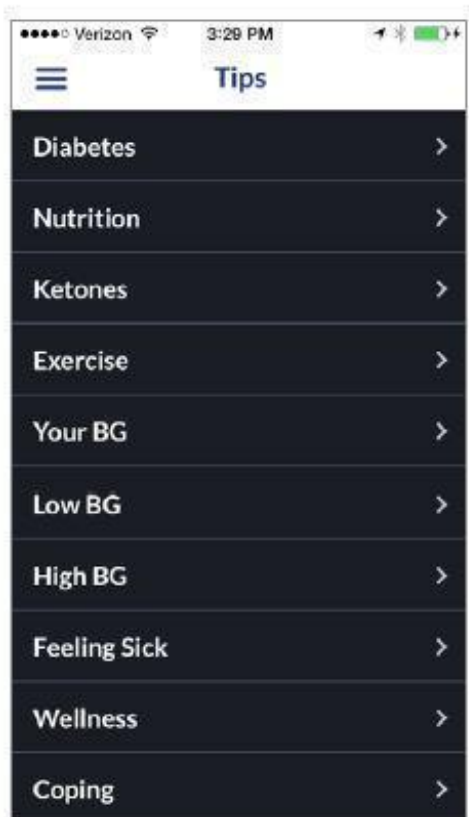 Verizon 3:29 PM
Tips
Diabetes
Nutrition
Ketones
Exercise
Your BG
Low BG
High BG
Feeling Sick
Wellness
Coping